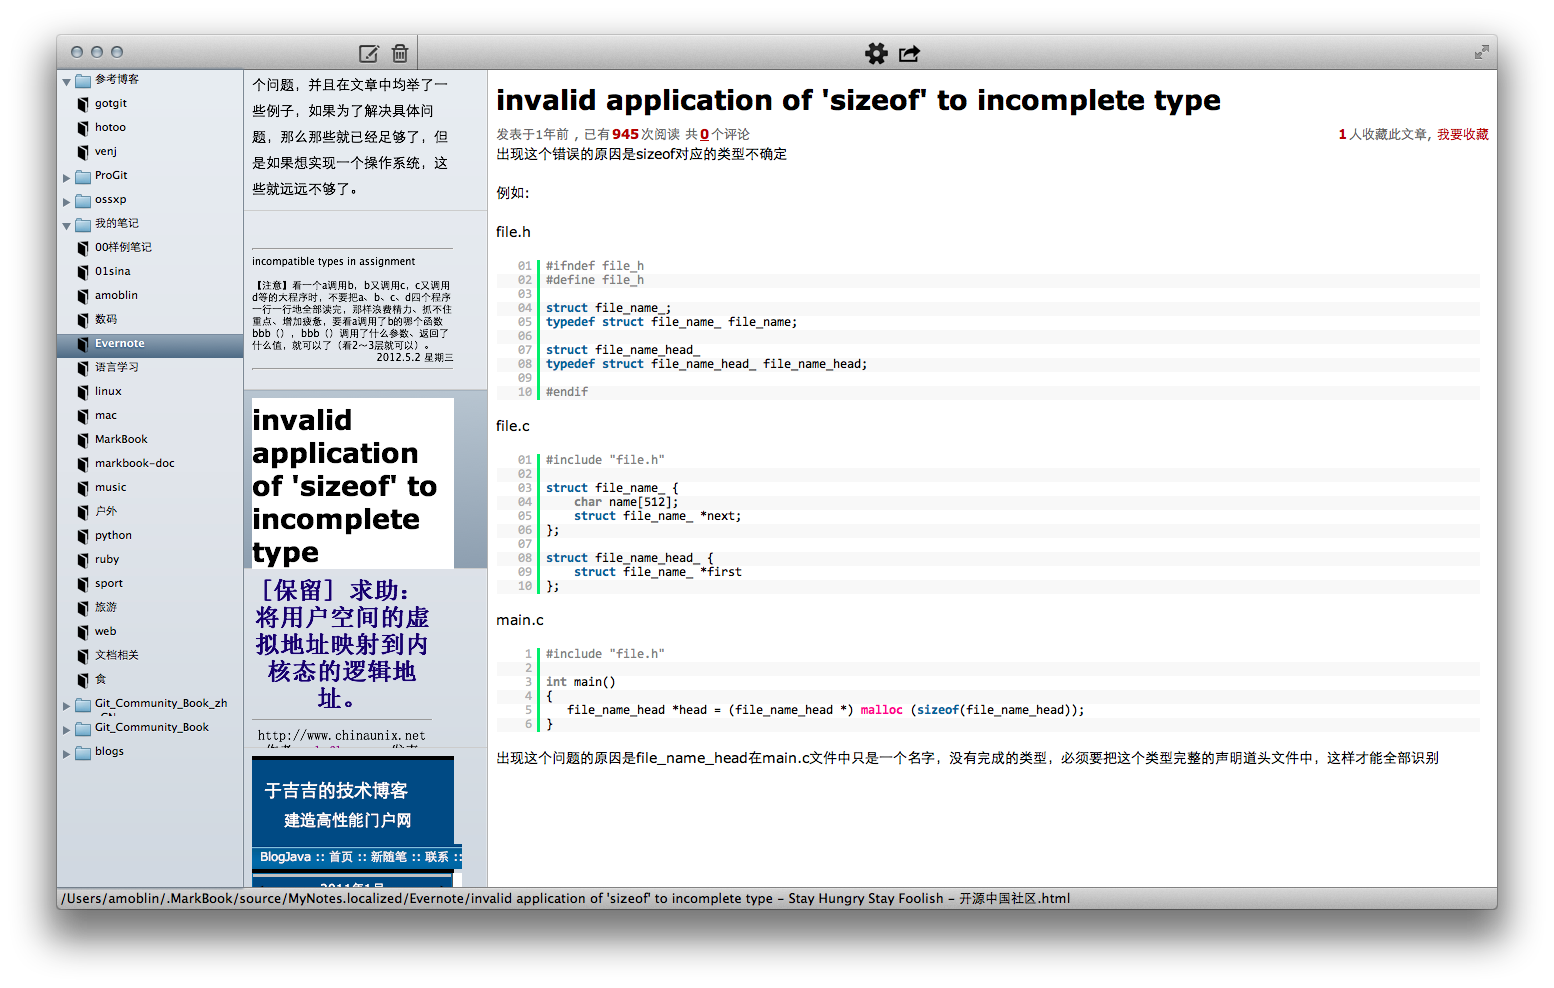 参考博客
gotgit
hotoo
venj
ProGit
ossxp
我的笔记
00样例笔记
01sina
amoblin
数码
Evernote
语言学习
linux
mac
MarkBook
markbook-doc
music
户外
python
ruby
sport
旅游
web
文档相关
食
Git_Community_Book_zh
Git_Community_Book
blogs
个问题，并且在文章中均举了一
些例子，如果为了解决具体问
题，那么那些就已经足够了，但
是如果想实现一个操作系统，这
些就远远不够了。
incompatible types in assignment
【注意】看一个a调用b，b又调用c，c又调用
d等的大程序时，不要把a、b、c、d四个程序
一行一行地全部读完，那样浪费精力、抓不住
重点、增加疲惫，要看a调用了b的哪个函数
bbb（），bbb（）调用了什么参数、返回了
什么值，就可以了（看2～3层就可以）。
2012.5.2 星期三
invalid
application
of 'sizeof' to
incomplete
type
[保留] 求助：
将用户空间的虚
拟地址映射到内
核态的逻辑地
址。
http://www.chinaunix.net
于吉吉的技术博客
建造高性能门户网
BlogJava :: 首页 :: 新随笔 :: 联系 ::
2011年1月
invalid application of 'sizeof' to incomplete type
发表于1年前 , 已有945次阅读 共0个评论
1人收藏此文章, 我要收藏
出现这个错误的原因是sizeof对应的类型不确定
例如:
file.h
01 #ifndef file_h
02 #define file_h
03
04 struct file_name_;
05 typedef struct file_name_ file_name;
06
07 struct file_name_head_
08 typedef struct file_name_head_ file_name_head;
09
10 #endif
file.c
01 #include "file.h"
02
03 struct file_name_ {
04 char name[512];
05 struct file_name_ *next;
06 };
07
08 struct file_name_head_ {
09 struct file_name_ *first
10 };
main.c
1 #include "file.h"
2
3 int main()
4 {
5 file_name_head *head = (file_name_head *) malloc (sizeof(file_name_head));
6 }
出现这个问题的原因是file_name_head在main.c文件中只是一个名字，没有完成的类型，必须要把这个类型完整的声明道头文件中，这样才能全部识别
/Users/amoblin/.MarkBook/source/MyNotes.localized/Evernote/invalid application of 'sizeof' to incomplete type - Stay Hungry Stay Foolish - 开源中国社区.html